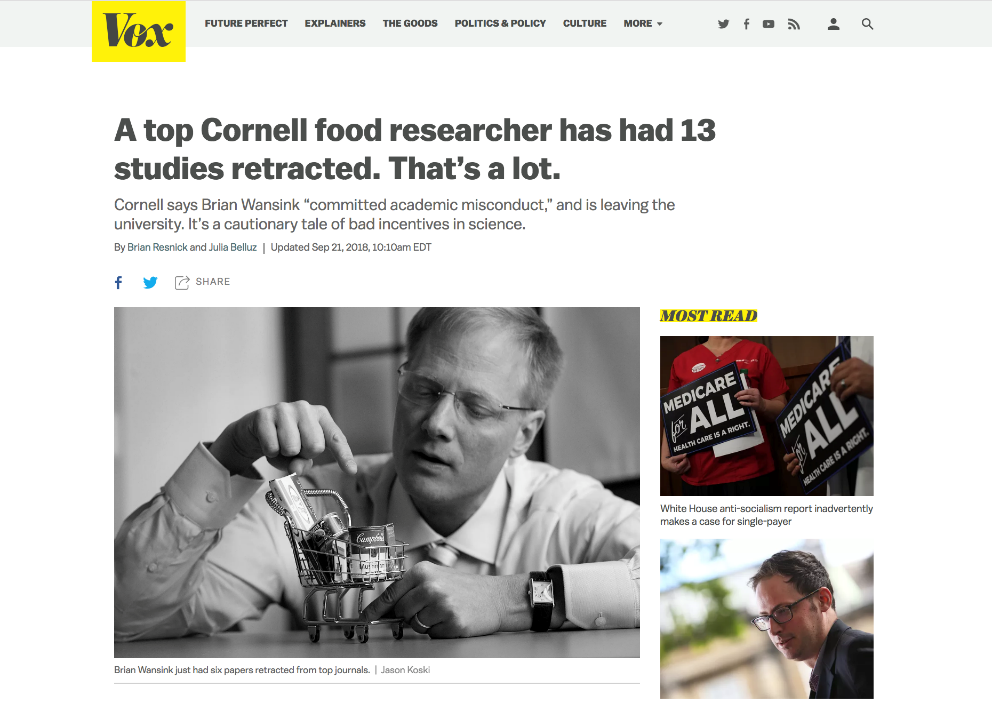 Vox
FUTURE PERFECT
EXPLAINERS
THE GOODS
POLITICS & POLICY
CULTURE
MORE
A top Cornell food researcher has had 13
studies retracted. That’s a lot.
Cornell says Brian Wansink “committed academic misconduct,” and is leaving the
university. It’s a cautionary tale of bad incentives in science.
By Brian Resnick and Julia Belluz | Updated Sep 21, 2018, 10:10am EDT
SHARE
Campbell's
Brian Wansink just had six papers retracted from top journals. | Jason Koski
MOST READ
MEDICARE
for ALL
HEALTH CARE IS A RIGHT.
MEDICARE
for ALL
HEALTH CARE IS A RIGHT.
White House anti-socialism report inadvertently
makes a case for single-payer